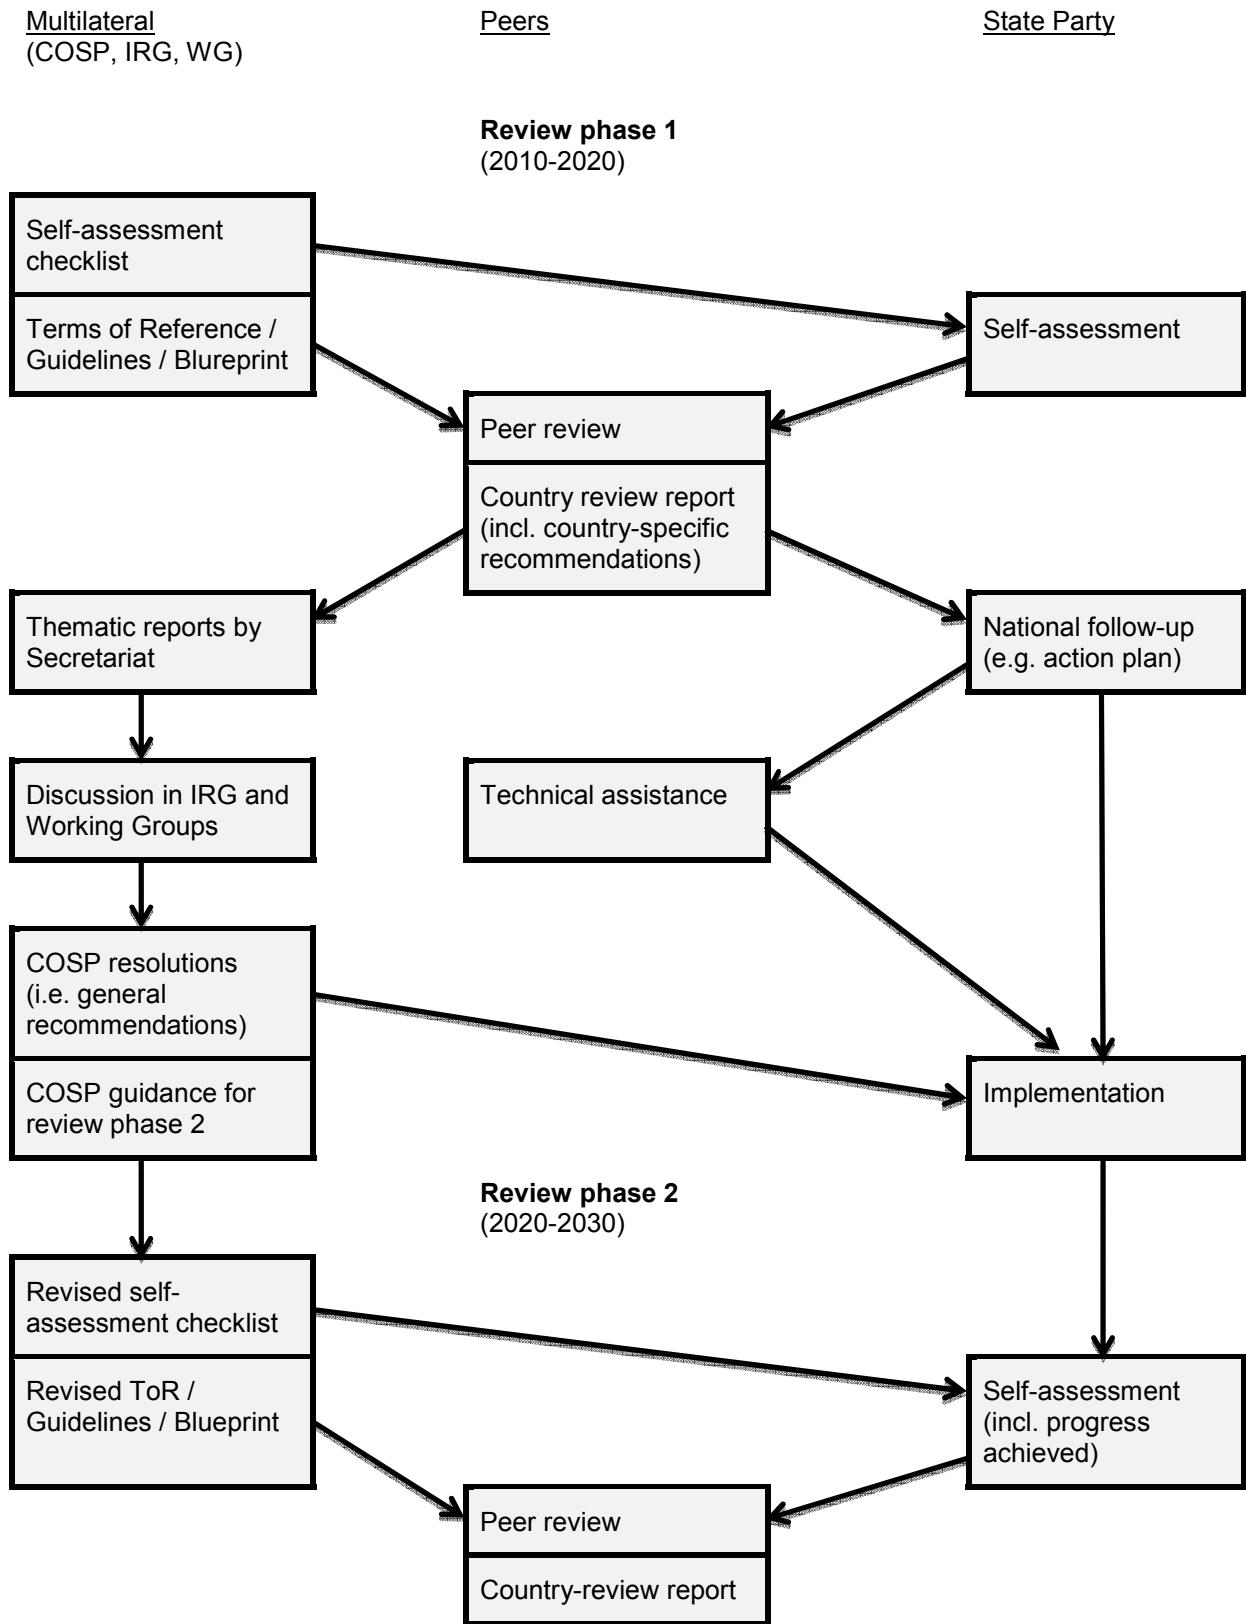 Multilateral
(COSP, IRG, WG)
Peers
State Party
Review phase 1
(2010-2020)
Self-assessment
checklist
Terms of Reference /
Guidelines / Blureprint
Self-assessment
Peer review
Country review report
(incl. country-specific
recommendations)
Thematic reports by
Secretariat
National follow-up
(e.g. action plan)
Discussion in IRG and
Working Groups
Technical assistance
COSP resolutions
(i.e. general
recommendations)
COSP guidance for
review phase 2
Implementation
Review phase 2
(2020-2030)
Revised self-
assessment checklist
Revised ToR /
Guidelines / Blueprint
Self-assessment
(incl. progress
achieved)
Peer review
Country-review report